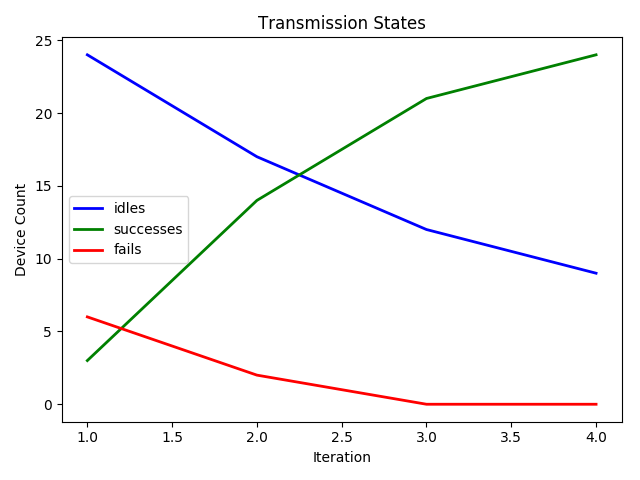 Transmission States
Device Count
25
20
15
10
5
0
idles
successes
fails
1.0 1.5 2.0 2.5 3.0 3.5 4.0
Iteration